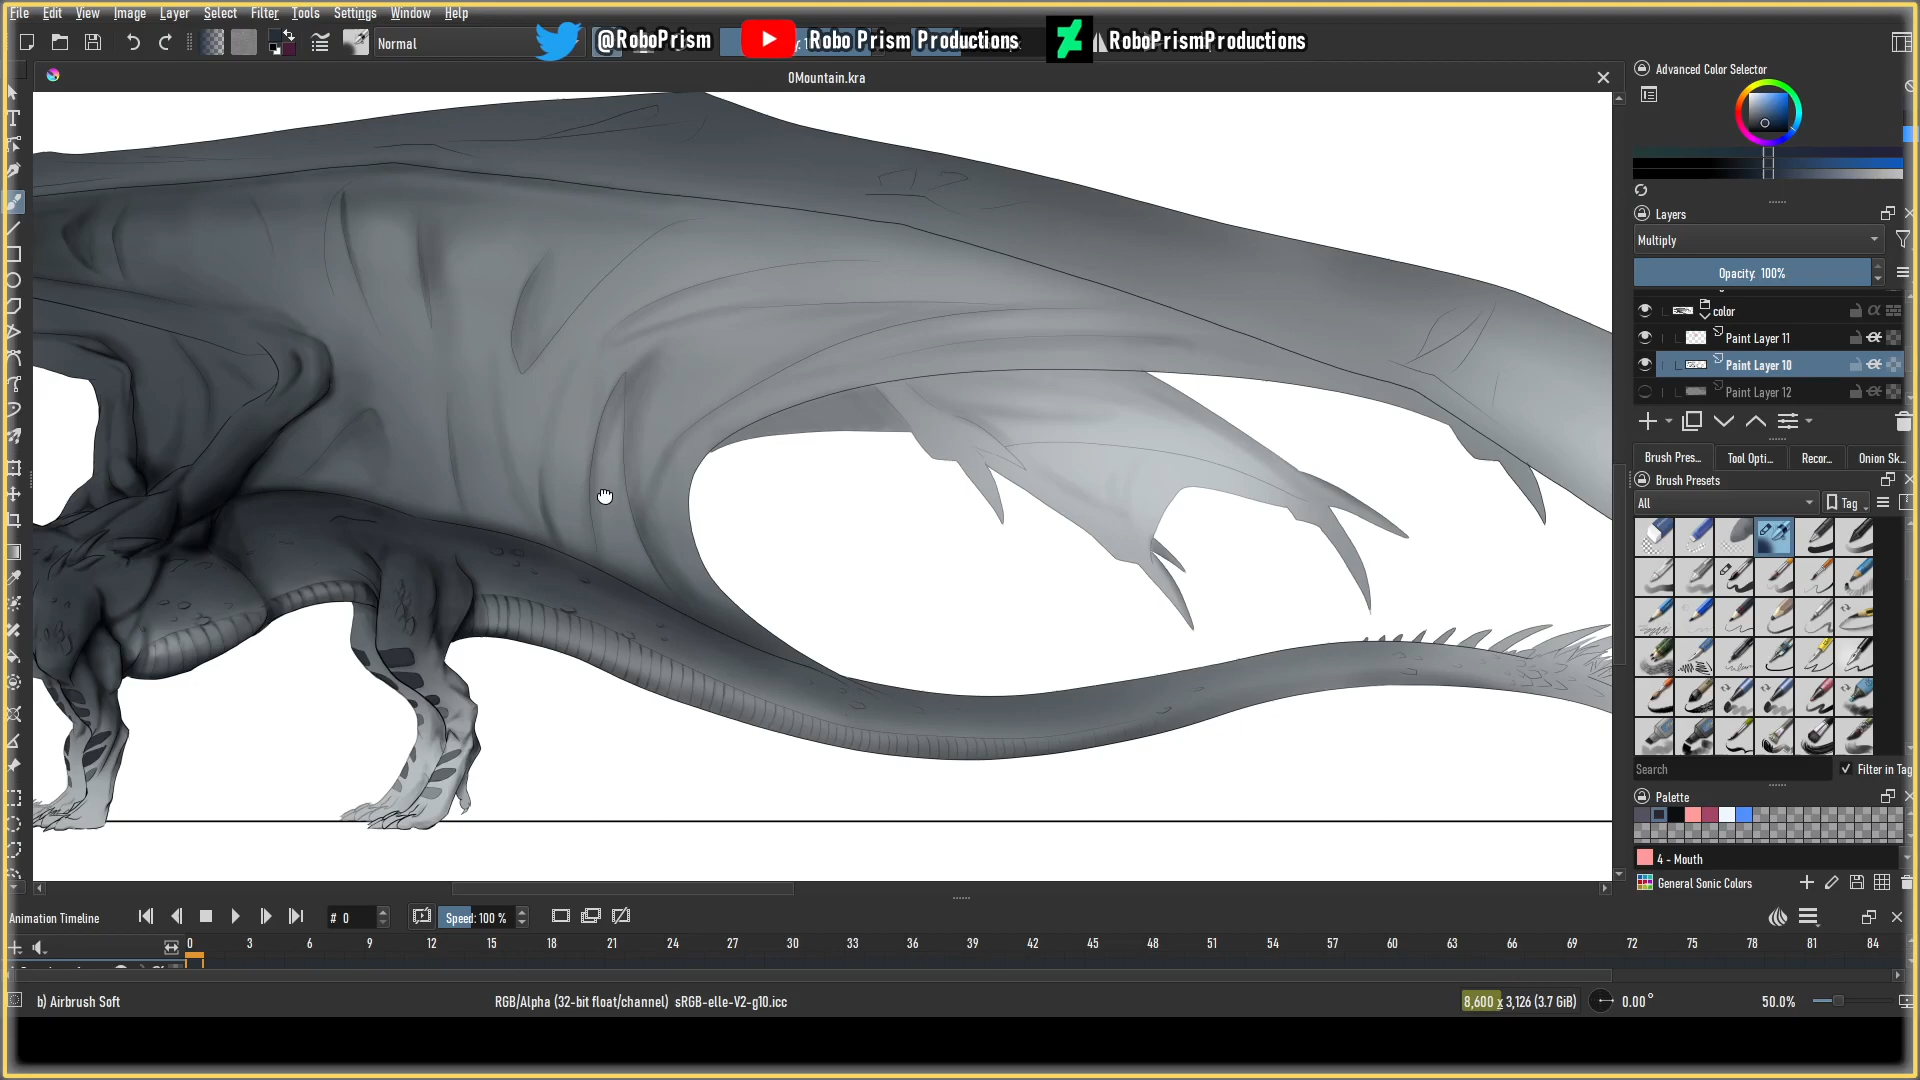 File Edit View Image Layer Select Filter Tools Settings Window Help
Normal
@RoboPrism
Robo Prism Productions
RoboPrismProductions
0Mountain.kra
Advanced Color Selector
Layers
Multiply
Opacity: 100%
color
Paint Layer 11
Paint Layer 10
Paint Layer 12
Brush Pres...
Tool Opti...
Recor...
Onion Sk...
Brush Presets
All
Tag
Search
Filter in Tag
Palette
4 - Mouth
General Sonic Colors
Animation Timeline
# 0
Speed: 100 %
0 3 6 9 12 15 18 21 24 27 30 33 36 39 42 45 48 51 54 57 60 63 66 69 72 75 78 81 84
b) Airbrush Soft
RGB/Alpha (32-bit float/channel) sRGB-elle-V2-g10.icc
8,600 x 3,126 (3.7 GiB)
0.00°
50.0%